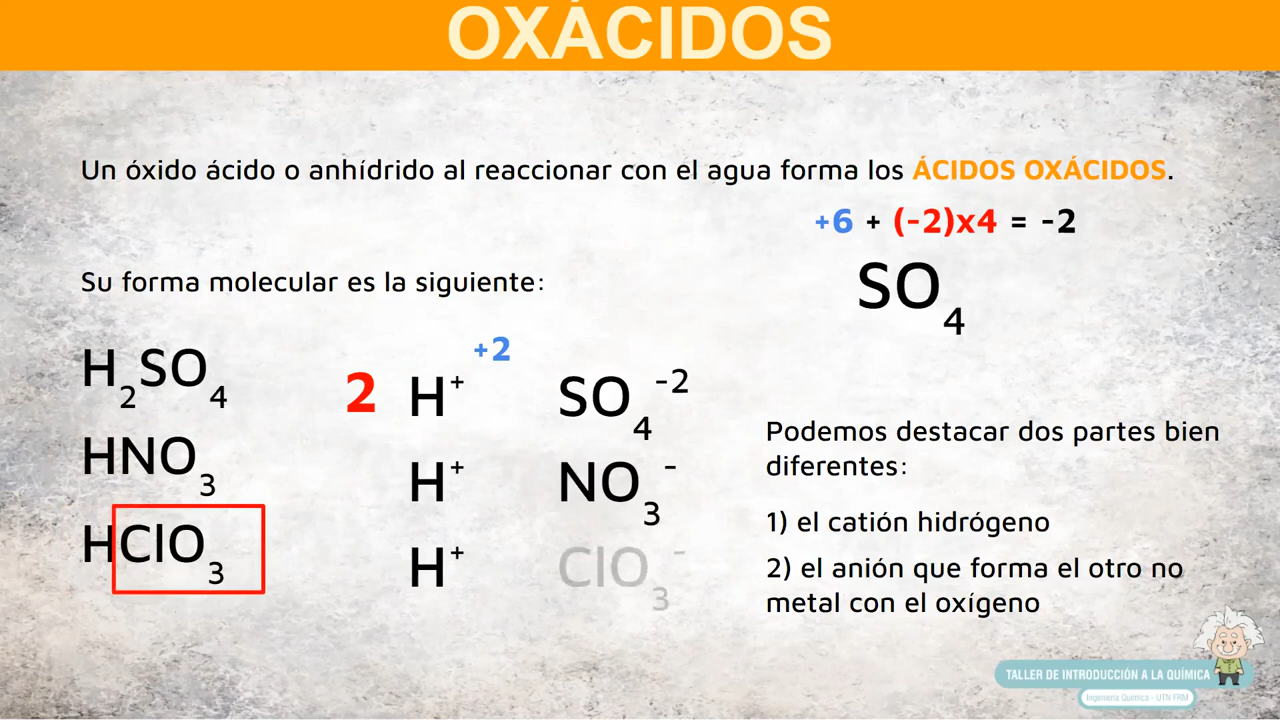 OXÁCIDOS
Un óxido ácido o anhídrido al reaccionar con el agua forma los ÁCIDOS OXÁCIDOS.
+6 + (-2)x4 = -2
SO₄
Su forma molecular es la siguiente:
H₂SO₄ 2 H⁺ +2 SO₄⁻²
HNO₃ H⁺ NO₃⁻
HClO₃ H⁺ ClO₃⁻
Podemos destacar dos partes bien
diferentes:
1) el catión hidrógeno
2) el anión que forma el otro no
metal con el oxígeno
TALLER DE INTRODUCCIÓN A LA QUÍMICA
Ingeniería Química - UTN FRM